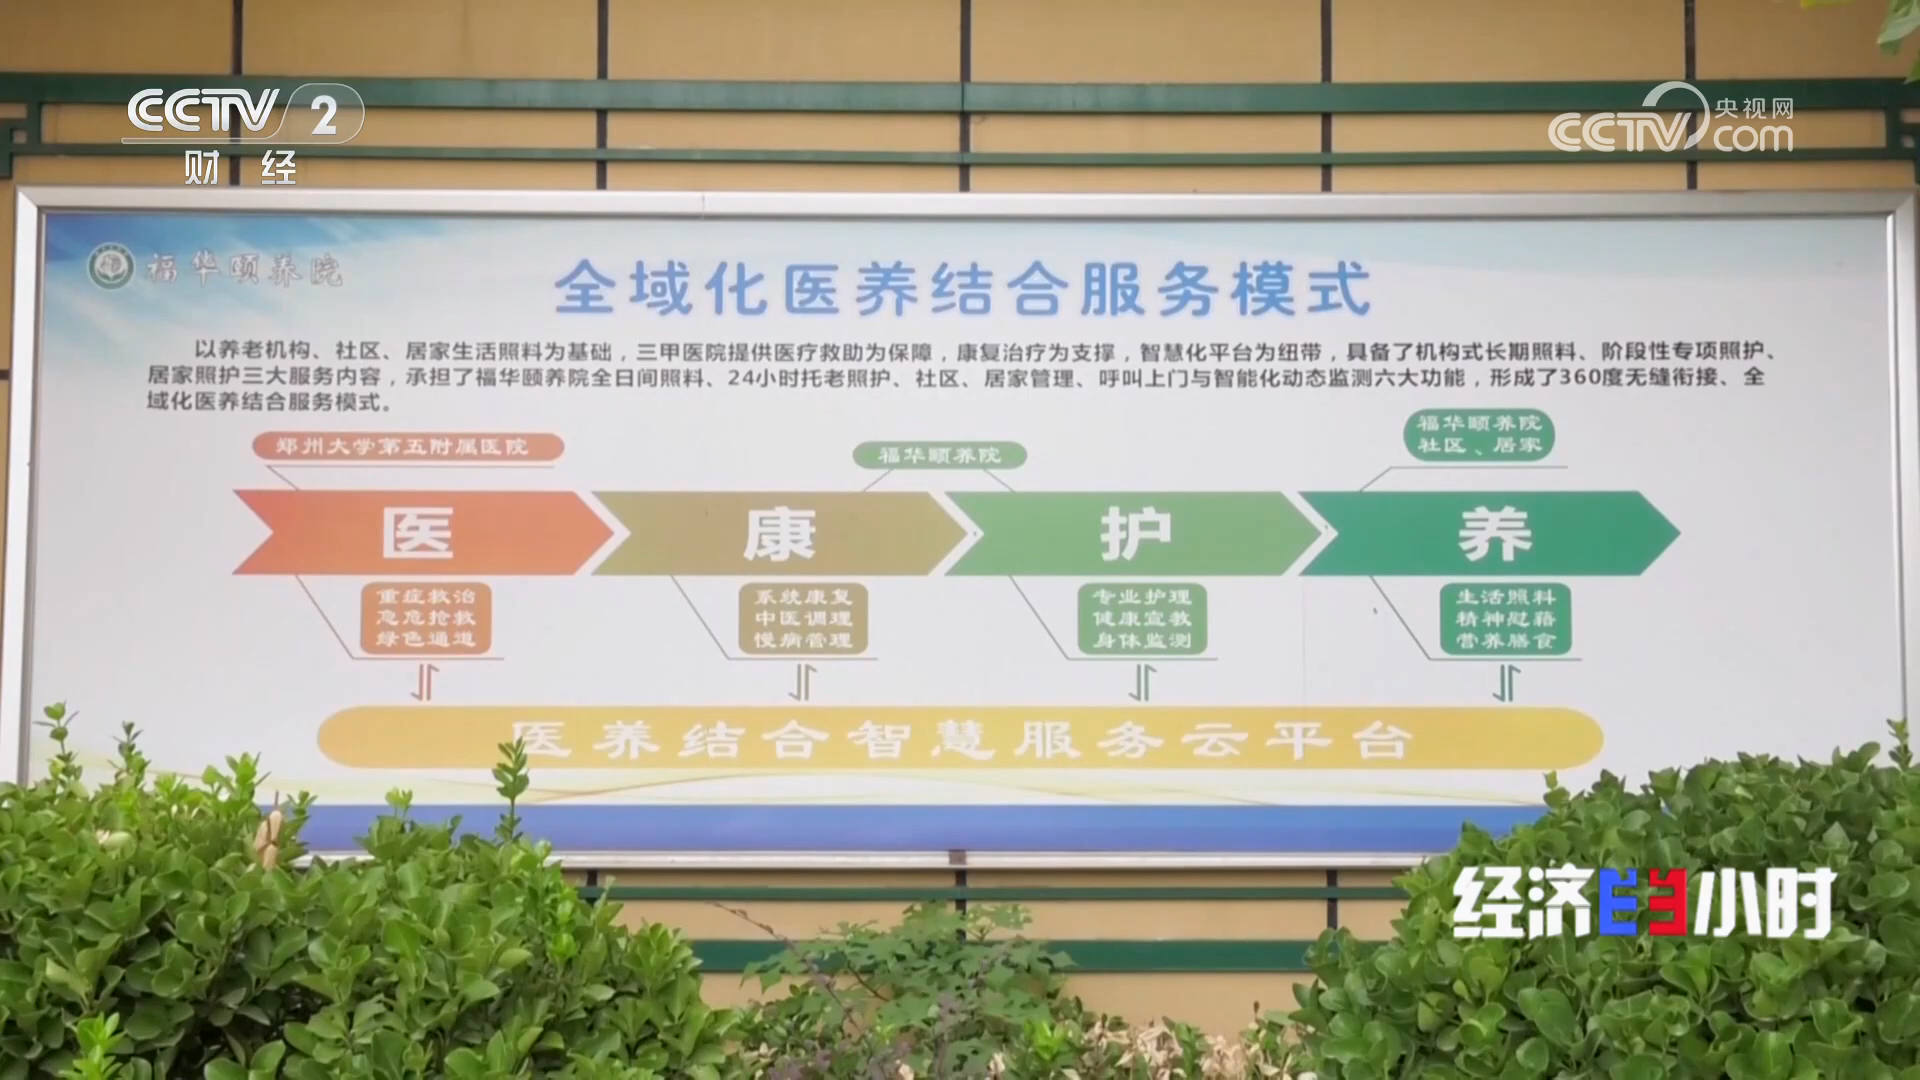 CCTV 2
财 经
央视网
CCTV.com
福华颐养院
全域化医养结合服务模式
以养老机构、社区、居家生活照料为基础，三甲医院提供医疗救助为保障，康复治疗为支撑，智慧化平台为纽带，具备了机构式长期照料、阶段性专项照护、
居家照护三大服务内容，承担了福华颐养院全日间照料、24小时托老照护、社区、居家管理、呼叫上门与智能化动态监测六大功能，形成了360度无缝衔接、全
域化医养结合服务模式。
郑州大学第五附属医院
福华颐养院
福华颐养院
社区、居家
医
康
护
养
重症救治
急危抢救
绿色通道
系统康复
中医调理
慢病管理
专业护理
健康宣教
身体监测
生活照料
精神慰藉
营养膳食
医养结合智慧服务云平台
经济半小时